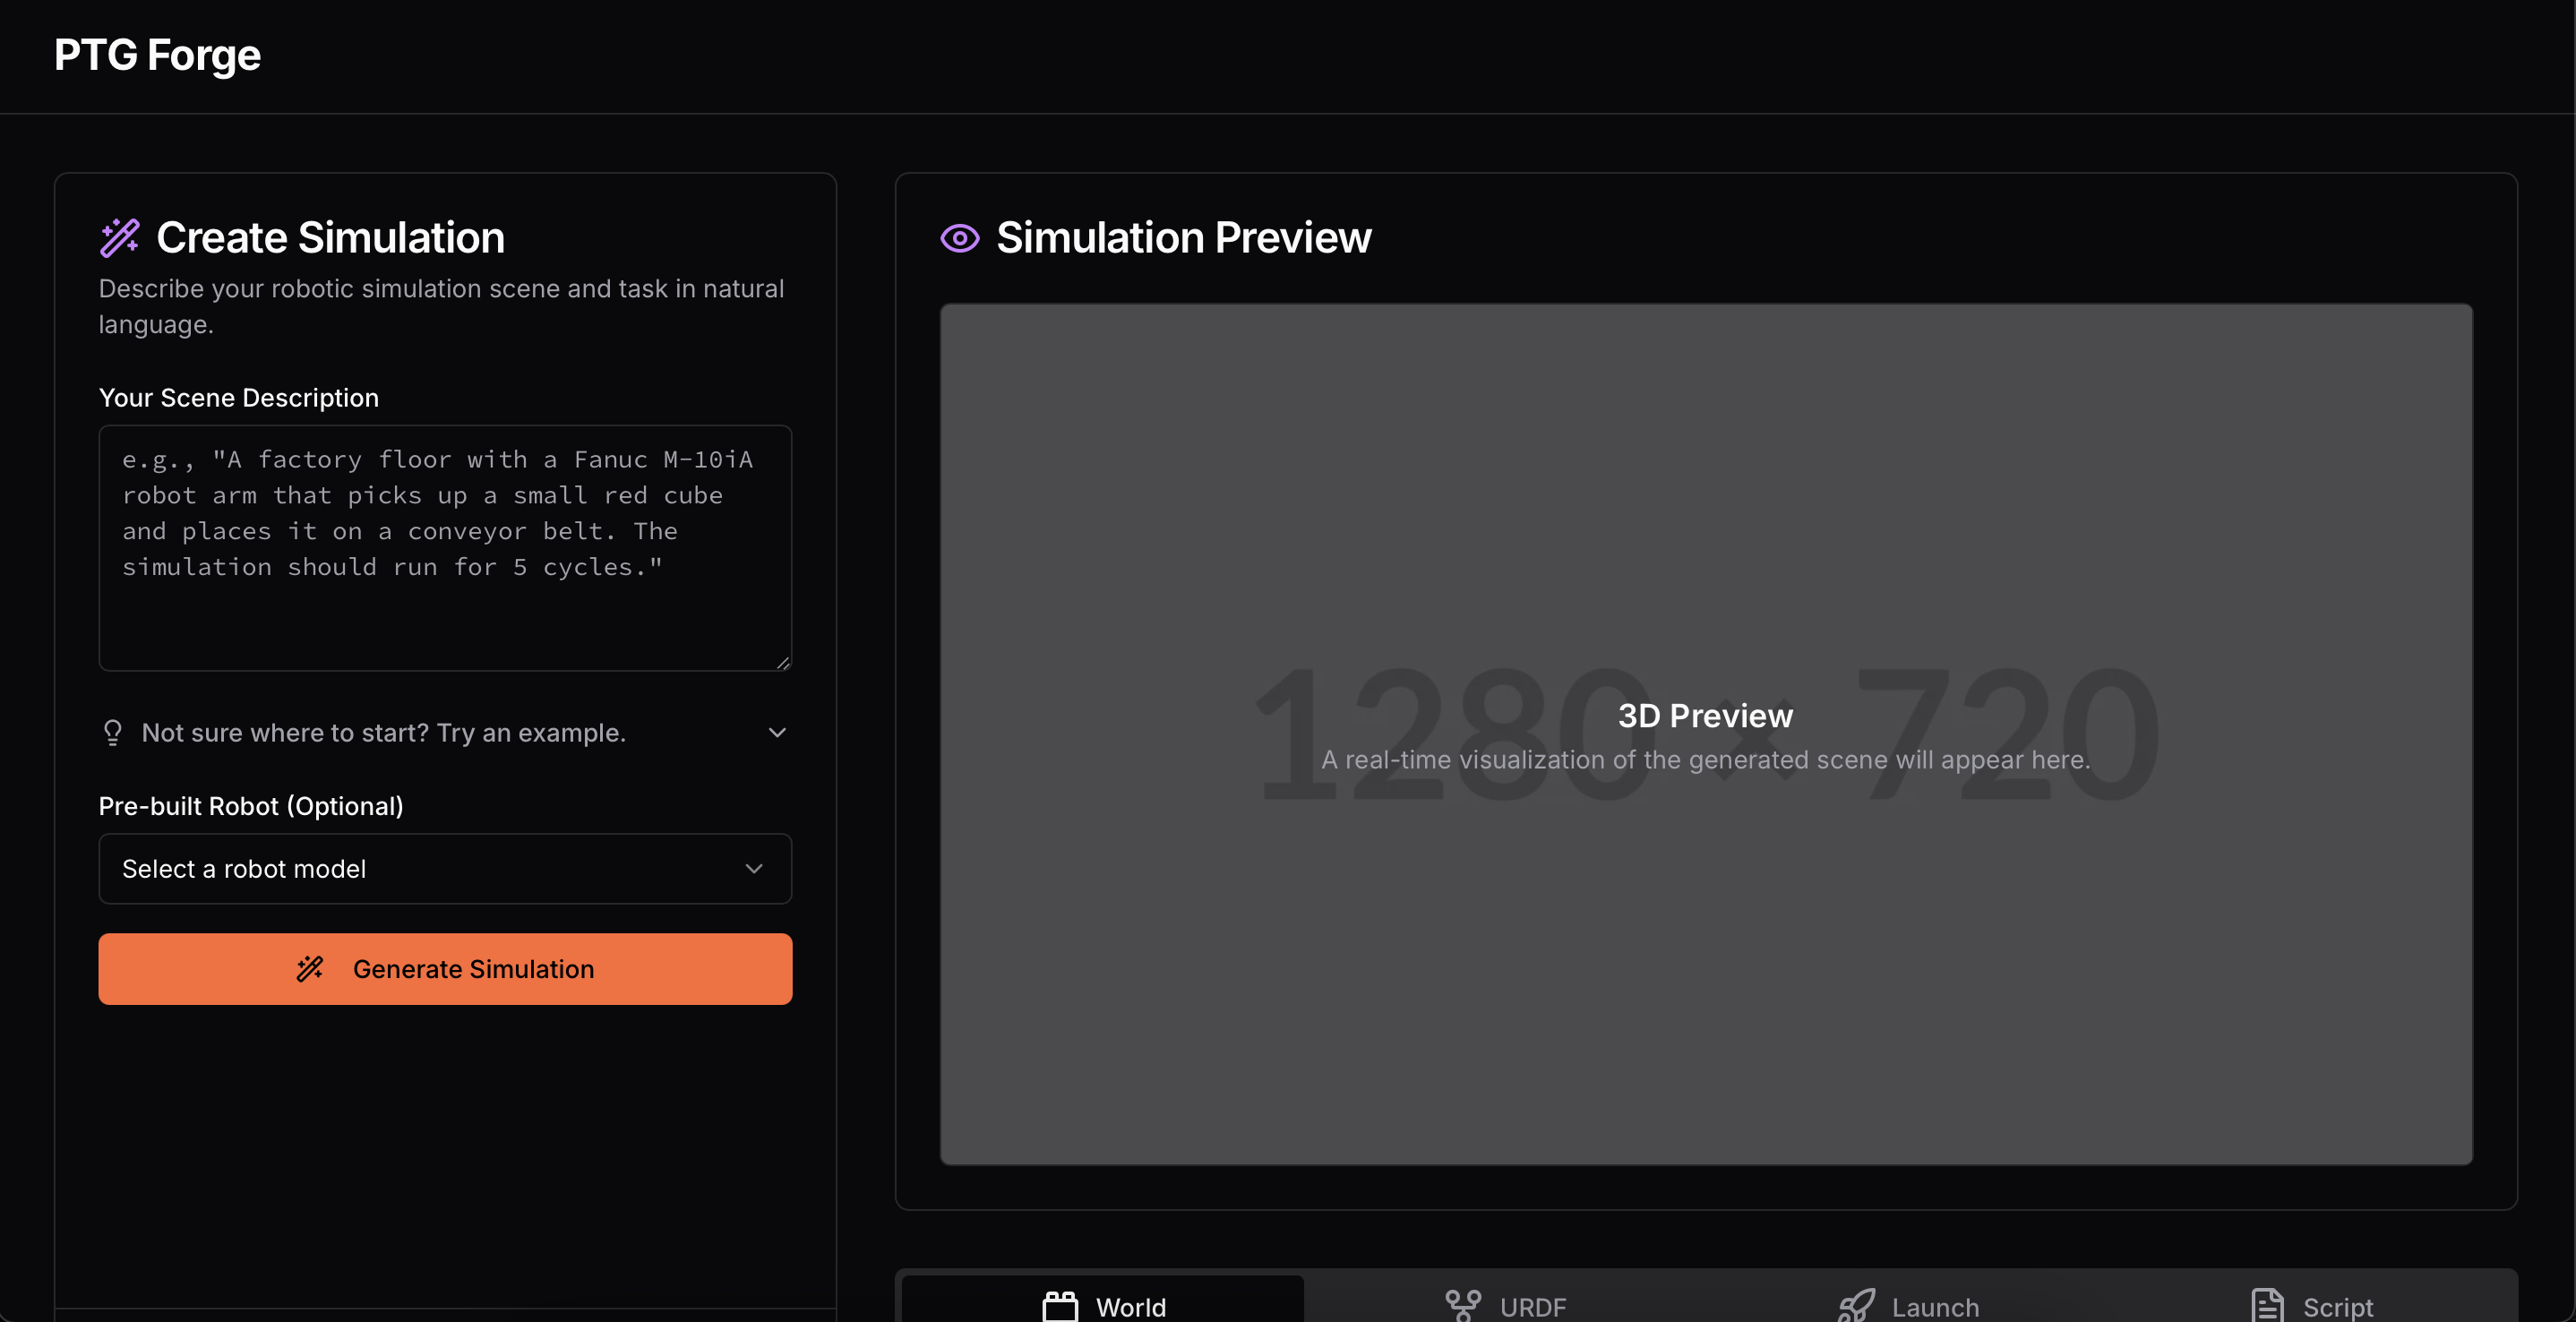 PTG Forge
Create Simulation
Describe your robotic simulation scene and task in natural
language.
Your Scene Description
e.g., "A factory floor with a Fanuc M-10iA
robot arm that picks up a small red cube
and places it on a conveyor belt. The
simulation should run for 5 cycles."
Not sure where to start? Try an example.
Pre-built Robot (Optional)
Select a robot model
Generate Simulation
Simulation Preview
1280 × 720
3D Preview
A real-time visualization of the generated scene will appear here.
World
URDF
Launch
Script